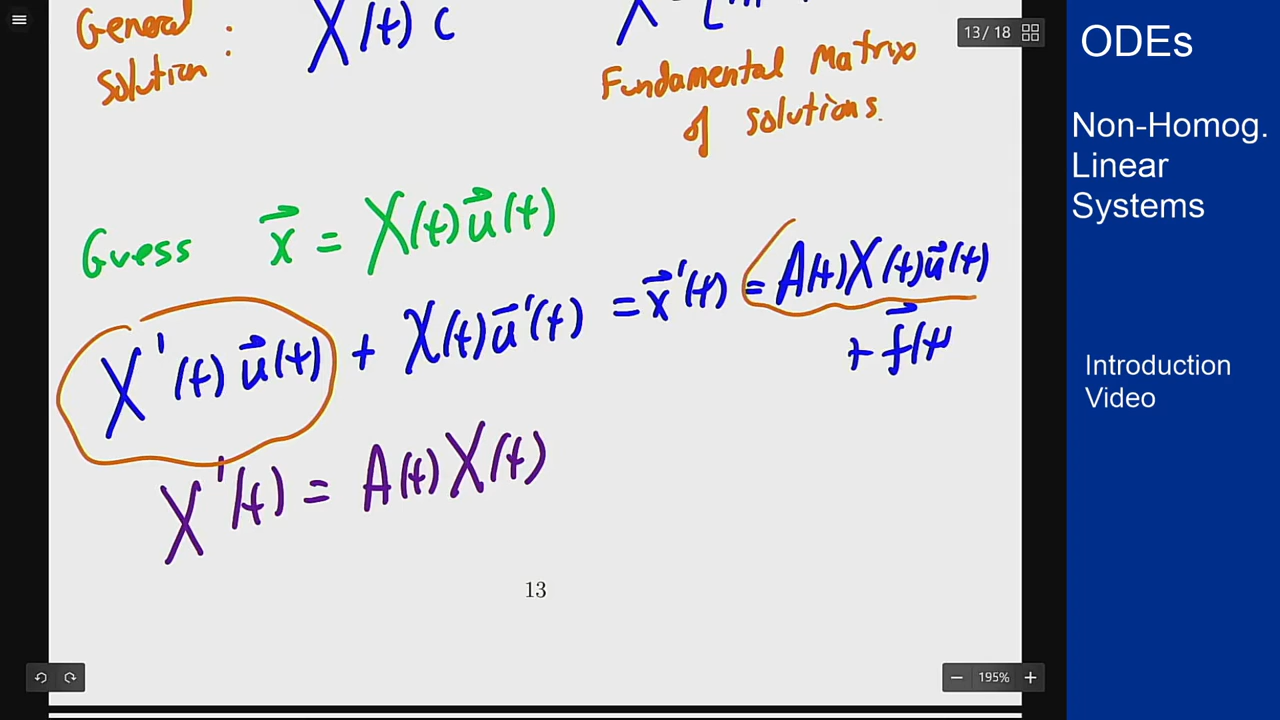 General
Solution :
X(t) c
Fundamental Matrix
of solutions.
Guess x⃗ = X(t)u⃗(t)
X'(t)u⃗(t) + X(t)u⃗'(t) = x⃗'(t) = A(t)X(t)u⃗(t)
+ f⃗(t)
X'(t) = A(t)X(t)
13
13/ 18
195%
ODEs
Non-Homog.
Linear
Systems
Introduction
Video